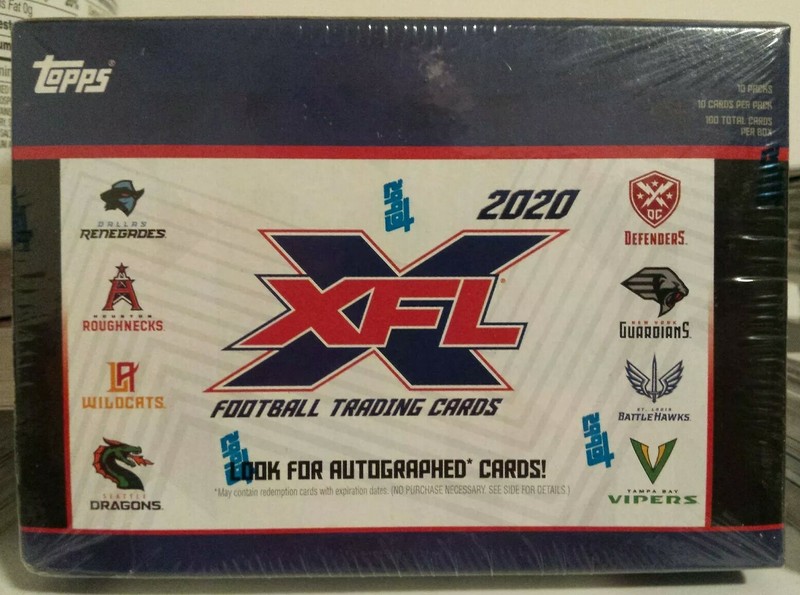 s Fat 0g
Topps
10 PACKS
10 CARDS PER PACK
100 TOTAL CARDS
PER BOX
2020
XFL
FOOTBALL TRADING CARDS
DALLAS
RENEGADES
HOUSTON
ROUGHNECKS
LA
WILDCATS
SEATTLE
DRAGONS
DC
DEFENDERS
NEW YORK
GUARDIANS
ST. LOUIS
BATTLEHAWKS
TAMPA BAY
VIPERS
LOOK FOR AUTOGRAPHED* CARDS!
*May contain redemption cards with expiration dates. (NO PURCHASE NECESSARY. SEE SIDE FOR DETAILS.)